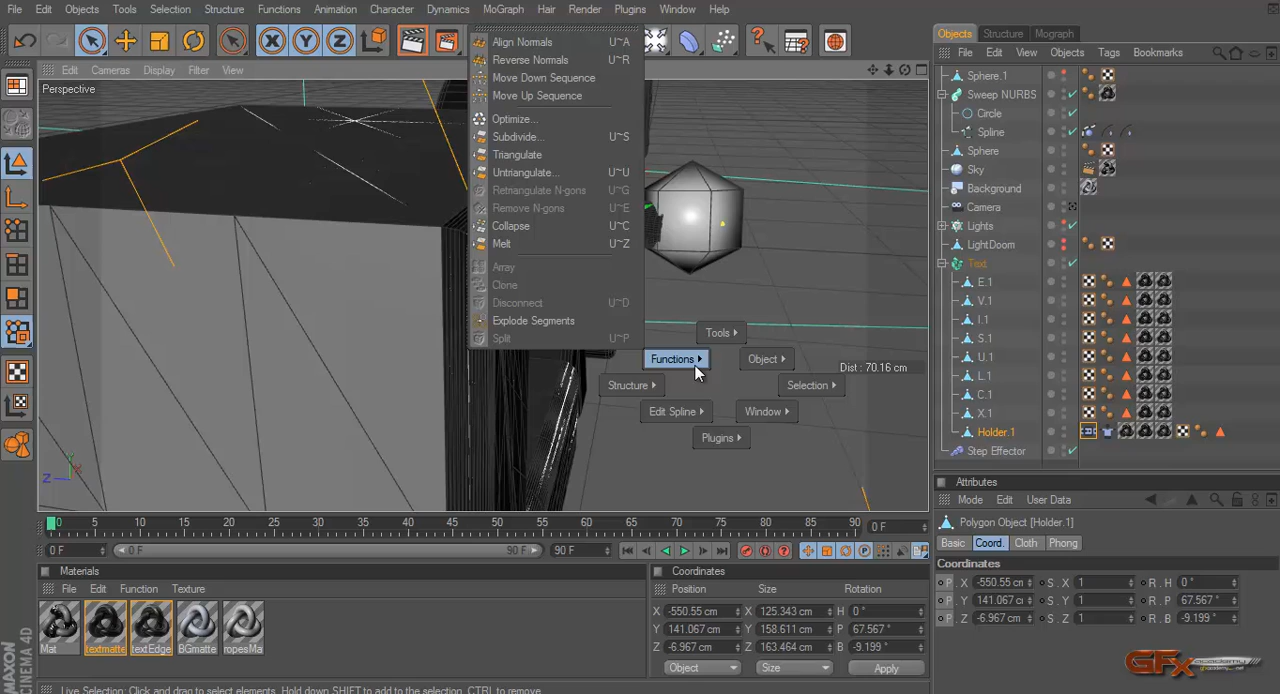 File Edit Objects Tools Selection Structure Functions Animation Character Dynamics MoGraph Hair Render Plugins Window Help
Edit Cameras Display Filter View
Perspective
Align Normals U~A
Reverse Normals U~R
Move Down Sequence
Move Up Sequence
Optimize...
Subdivide... U~S
Triangulate
Untriangulate... U~U
Retriangulate N-gons U~G
Remove N-gons U~E
Collapse U~C
Melt U~Z
Array
Clone
Disconnect U~D
Explode Segments
Split U~P
Tools
Functions Object
Dist : 70.16 cm
Structure Selection
Edit Spline Window
Plugins
Y
X
Z
Objects Structure Mograph
File Edit View Objects Tags Bookmarks
Sphere.1
Sweep NURBS
Circle
Spline
Sphere
Sky
Background
Camera
Lights
LightDoom
Text
E.1
V.1
I.1
S.1
U.1
L.1
C.1
X.1
Holder.1
Step Effector
Attributes
Mode Edit User Data
Polygon Object [Holder.1]
Basic Coord. Cloth Phong
Coordinates
P . X -550.55 cm S . X 1 R . H 0 °
P . Y 141.067 c S . Y 1 R . P 67.567 °
P . Z -6.967 cm S . Z 1 R . B -9.199 °
0 5 10 15 20 25 30 35 40 45 50 55 60 65 70 75 80 85 90 0 F
0 F 0 F 90 F 90 F
Materials
File Edit Function Texture
Mat textmatte textEdge BGmatte ropesMa
Coordinates
Position Size Rotation
X -550.55 cm X 125.343 cm H 0 °
Y 141.067 cm Y 158.611 cm P 67.567 °
Z -6.967 cm Z 163.464 cm B -9.199 °
Object Size Apply
MAXON
CINEMA 4D
Live Selection: Click and drag to select elements. Hold down SHIFT to add to the selection, CTRL to remove
GFx academy